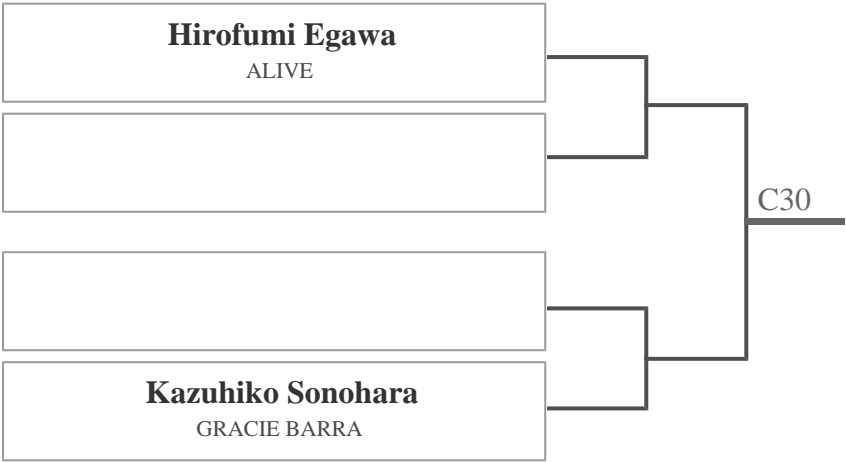 Hirofumi Egawa
ALIVE
C30
Kazuhiko Sonohara
GRACIE BARRA